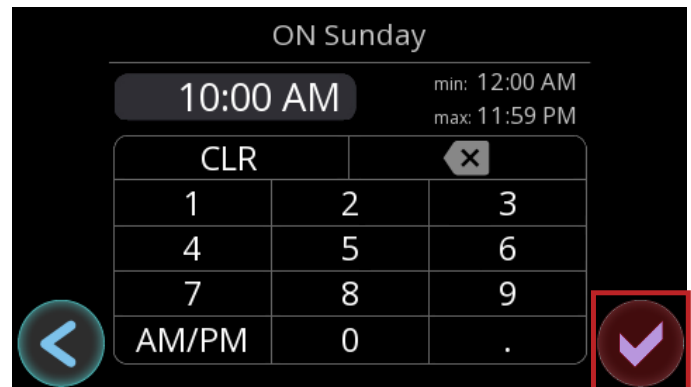 ON Sunday
10:00 AM
min: 12:00 AM
max: 11:59 PM
CLR
1 2 3
4 5 6
7 8 9
AM/PM 0 .